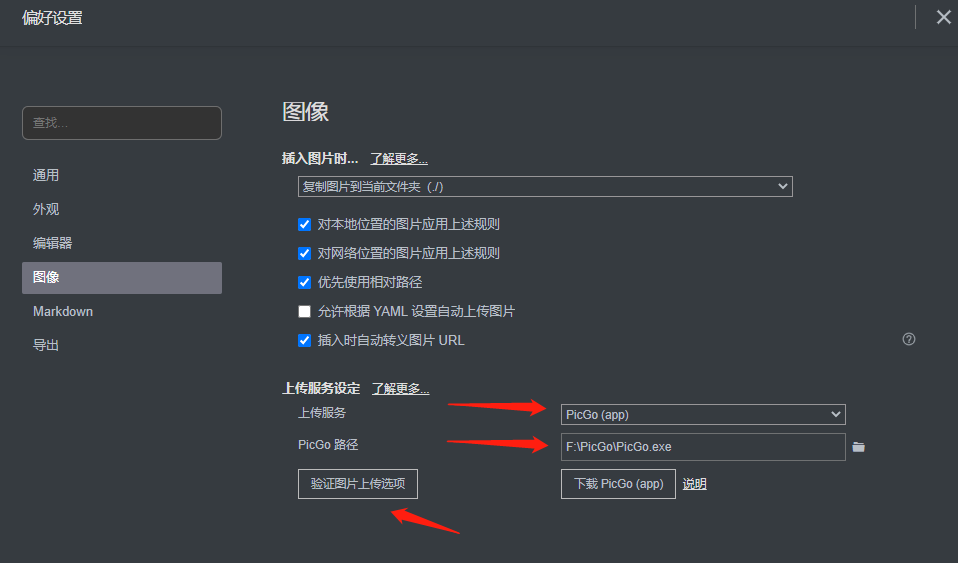 偏好设置
查找...
通用
外观
编辑器
图像
Markdown
导出
图像
插入图片时... 了解更多...
复制图片到当前文件夹 (./)
对本地位置的图片应用上述规则
对网络位置的图片应用上述规则
优先使用相对路径
允许根据 YAML 设置自动上传图片
插入时自动转义图片 URL
上传服务设定 了解更多...
上传服务 PicGo (app)
PicGo 路径 F:\PicGo\PicGo.exe
验证图片上传选项 下载 PicGo (app) 说明